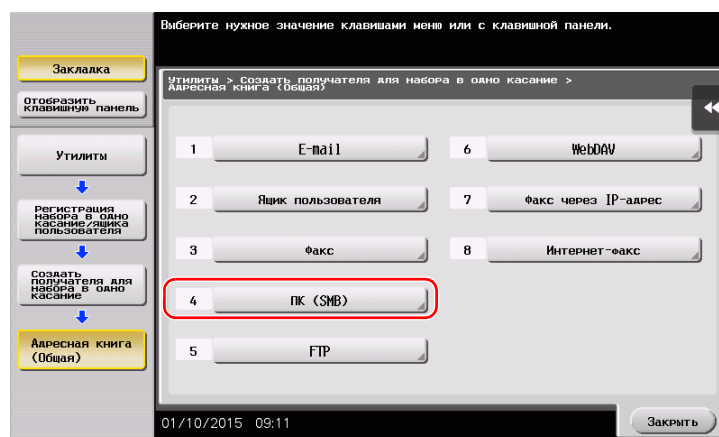 Выберите нужное значение клавишами меню или с клавишной панели.
Закладка
Отобразить
клавишную панель
Утилиты > Создать получателя для набора в одно касание >
Адресная книга (Общая)
Утилиты
Регистрация
набора в одно
касание/ящика
пользователя
Создать
получателя для
набора в одно
касание
Адресная книга
(Общая)
1 E-mail
6 WebDAV
2 Ящик пользователя
7 Факс через IP-адрес
3 Факс
8 Интернет-факс
4 ПК (SMB)
5 FTP
01/10/2015 09:11
Закрыть